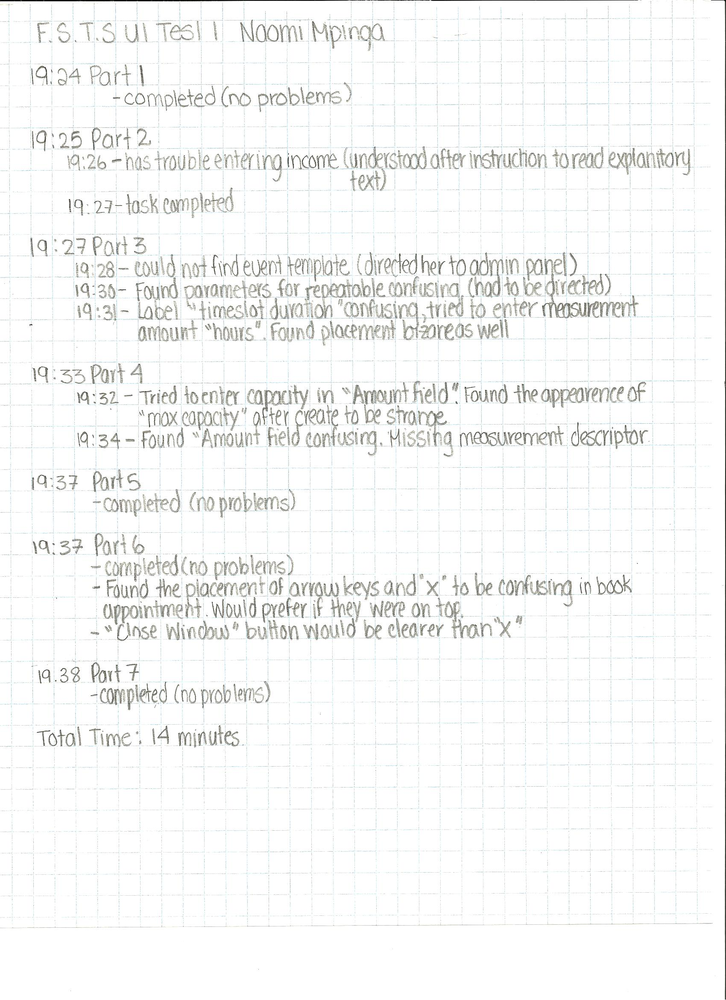 F.S.T.S UI Test 1 Naomi Mpinga
19:24 Part 1
- completed (no problems)
19:25 Part 2
19:26 - has trouble entering income (understood after instruction to read explanitory
text)
19:27 - task completed
19:27 Part 3
19:28 - could not find event template (directed her to admin panel)
19:30 - Found parameters for repeatable confusing. (had to be directed)
19:31 - Label "timeslot duration" confusing, tried to enter measurement
amount "hours". Found placement bizare as well
19:33 Part 4
19:32 - Tried to enter capacity in "Amount field". Found the appearence of
"max capacity" after create to be strange.
19:34 - Found "Amount field confusing. Missing measurement descriptor.
19:37 Part 5
- completed (no problems)
19:37 Part 6
- completed (no problems)
- Found the placement of arrow keys and "x" to be confusing in book
appointment. Would prefer if they were on top.
- "Close Window" button would be clearer than "x"
19.38 Part 7
- completed (no problems)
Total Time: 14 minutes.